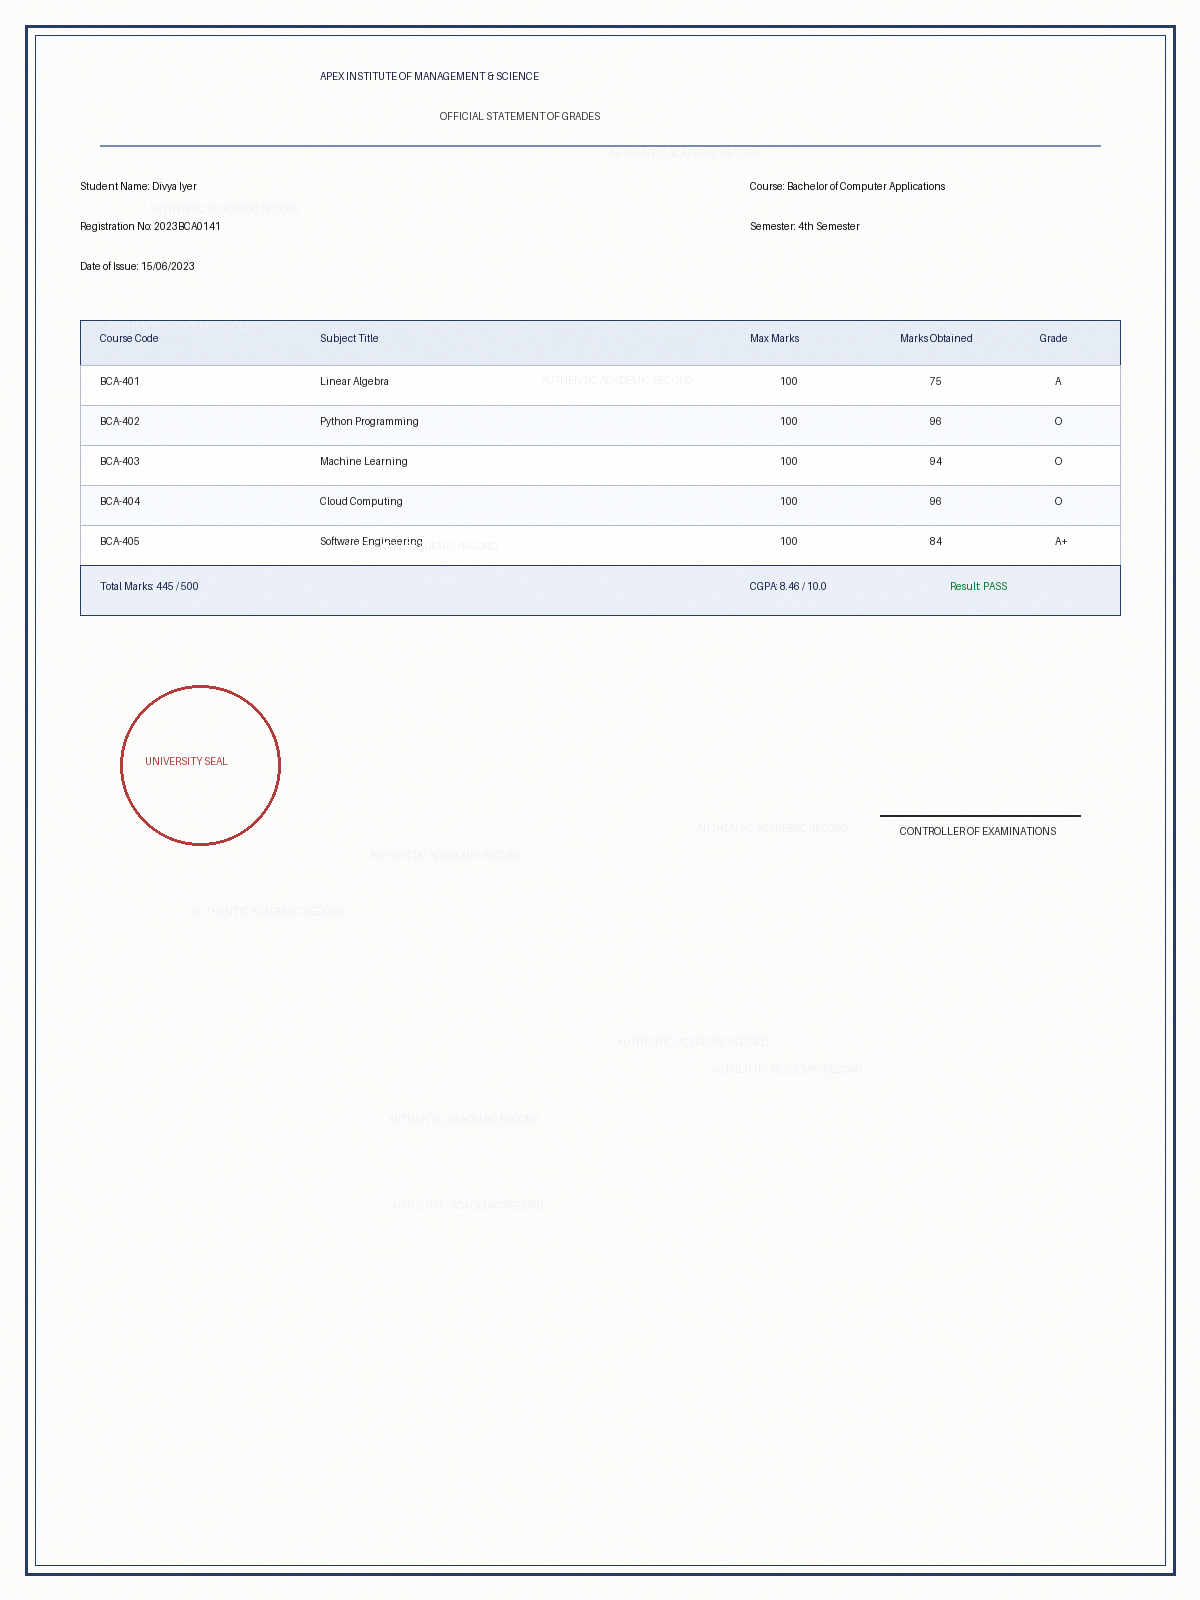 APEX INSTITUTE OF MANAGEMENT & SCIENCE
OFFICIAL STATEMENT OF GRADES
AUTHENTIC ACADEMIC RECORD
Student Name: Divya Iyer Course: Bachelor of Computer Applications
AUTHENTIC ACADEMIC RECORD
Registration No: 2023BCA0141 Semester: 4th Semester
Date of Issue: 15/06/2023
AUTHENTIC ACADEMIC RECORD
Course Code Subject Title Max Marks Marks Obtained Grade
BCA-401 Linear Algebra AUTHENTIC ACADEMIC RECORD 100 75 A
BCA-402 Python Programming 100 96 O
BCA-403 Machine Learning 100 94 O
BCA-404 Cloud Computing 100 96 O
BCA-405 Software Engineering 100 84 A+
ACADEMIC RECORD
Total Marks: 445 / 500 CGPA: 8.46 / 10.0 Result: PASS
UNIVERSITY SEAL
AUTHENTIC ACADEMIC RECORD
CONTROLLER OF EXAMINATIONS
AUTHENTIC ACADEMIC RECORD
AUTHENTIC ACADEMIC RECORD
AUTHENTIC ACADEMIC RECORD
AUTHENTIC ACADEMIC RECORD
AUTHENTIC ACADEMIC RECORD
AUTHENTIC ACADEMIC RECORD